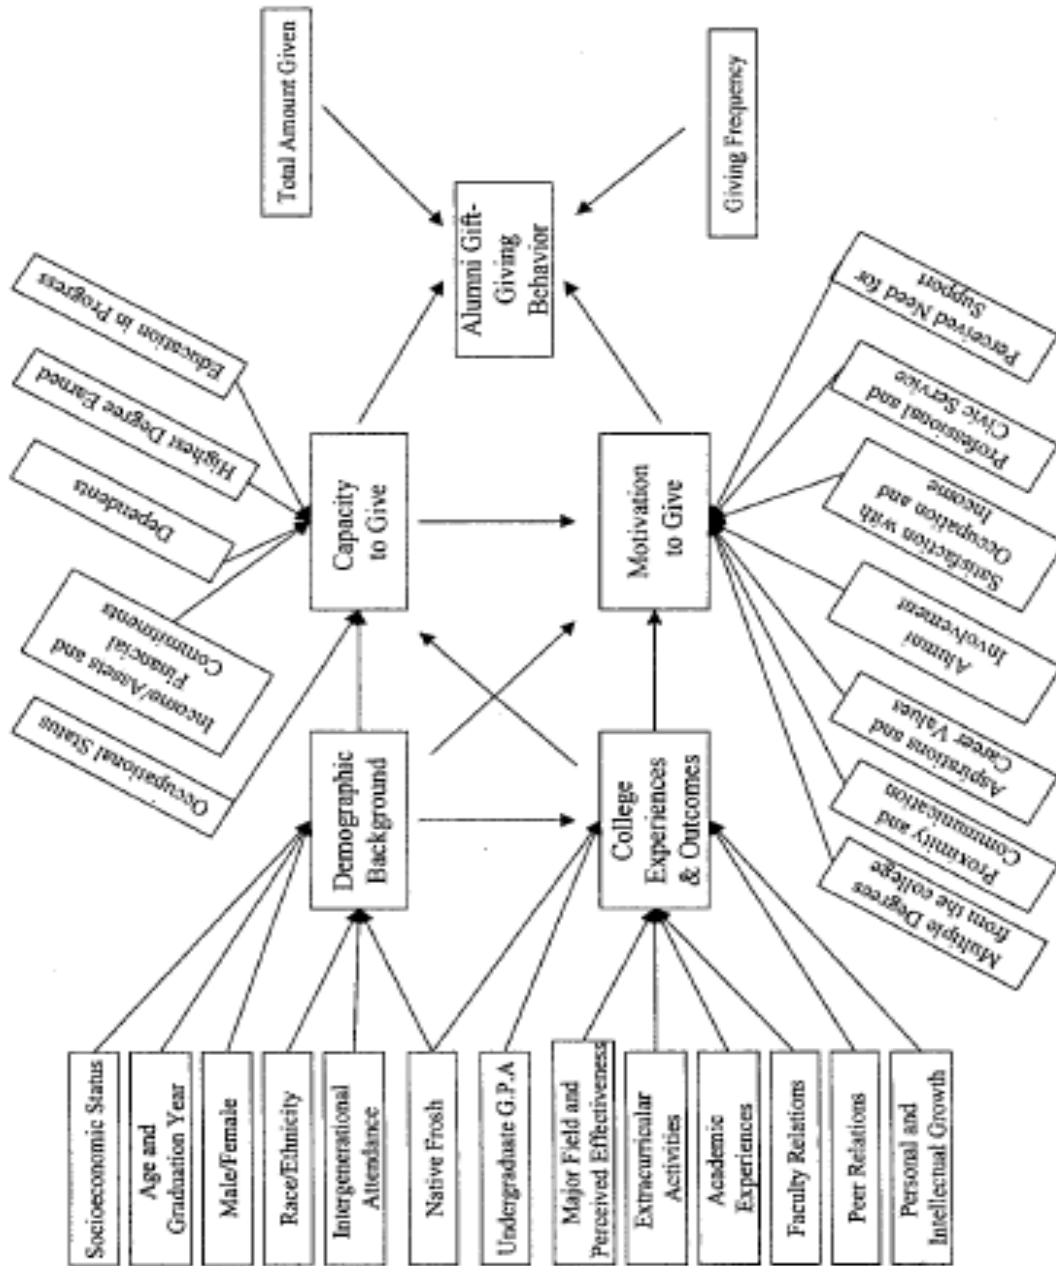 Total Amount Given
Alumni Gift-
Giving
Behavior
Giving Frequency
Education in Progress
Highest Degree Earned
Dependents
Income/Assets and
Financial
Commitments
Occupational Status
Capacity
to Give
Motivation
to Give
Perceived Need for
Support
Professional and
Civic Service
Satisfaction with
Occupation and
Income
Alumni
Involvement
Aspirations and
Career Values
Proximity and
Communication
Multiple Degrees
from the college
Demographic
Background
College
Experiences
& Outcomes
Socioeconomic Status
Age and
Graduation Year
Male/Female
Race/Ethnicity
Intergenerational
Attendance
Native Frosh
Undergraduate G.P.A
Major Field and
Perceived Effectiveness
Extracurricular
Activities
Academic
Experiences
Faculty Relations
Peer Relations
Personal and
Intellectual Growth